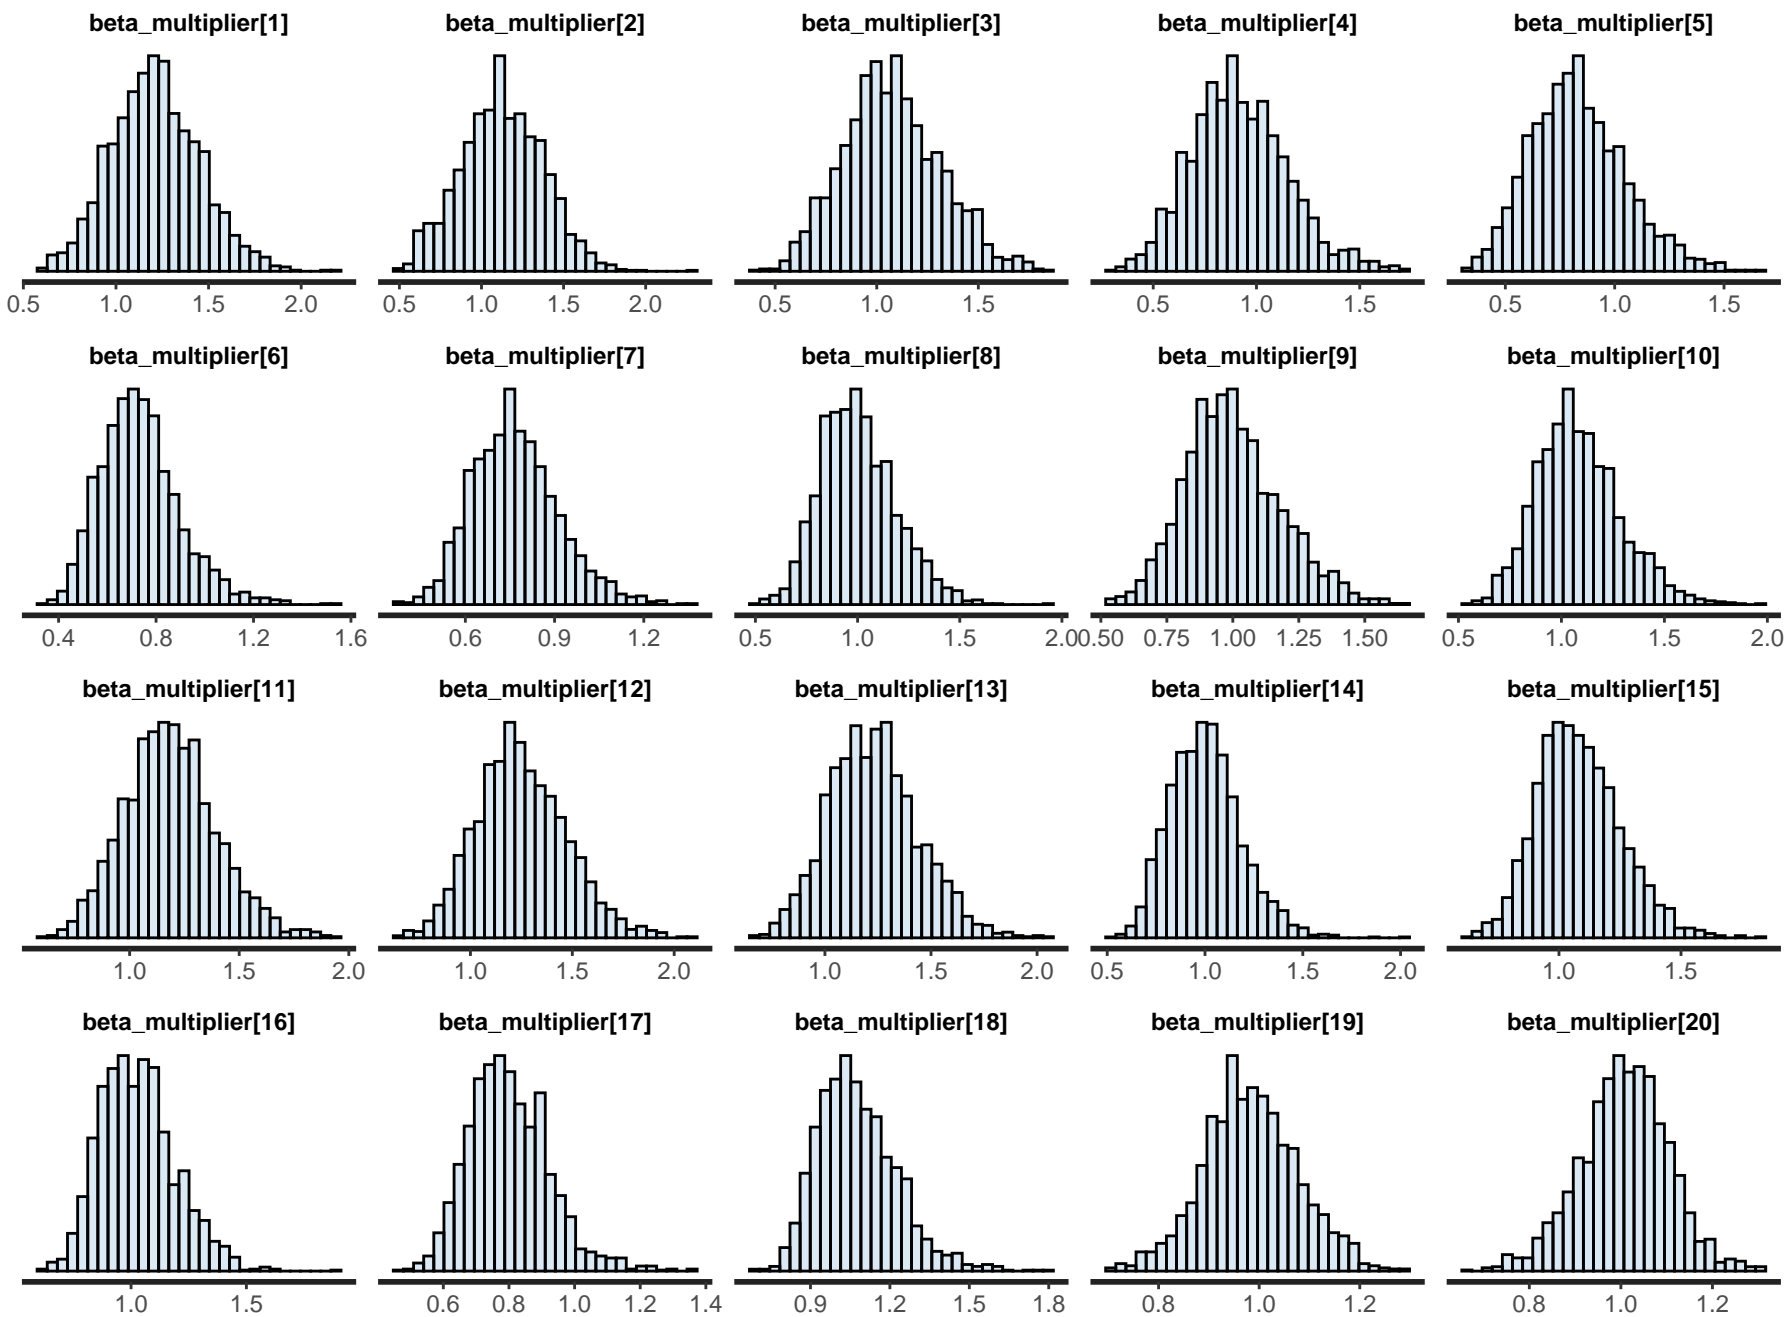 beta_multiplier[1] beta_multiplier[2] beta_multiplier[3] beta_multiplier[4] beta_multiplier[5]
0.5 1.0 1.5 2.0 0.5 1.0 1.5 2.0 0.5 1.0 1.5 0.5 1.0 1.5 0.5 1.0 1.5
beta_multiplier[6] beta_multiplier[7] beta_multiplier[8] beta_multiplier[9] beta_multiplier[10]
0.4 0.8 1.2 1.6 0.6 0.9 1.2 0.5 1.0 1.5 2.0 0.50 0.75 1.00 1.25 1.50 0.5 1.0 1.5 2.0
beta_multiplier[11] beta_multiplier[12] beta_multiplier[13] beta_multiplier[14] beta_multiplier[15]
1.0 1.5 2.0 1.0 1.5 2.0 1.0 1.5 2.0 0.5 1.0 1.5 2.0 1.0 1.5
beta_multiplier[16] beta_multiplier[17] beta_multiplier[18] beta_multiplier[19] beta_multiplier[20]
1.0 1.5 0.6 0.8 1.0 1.2 1.4 0.9 1.2 1.5 1.8 0.8 1.0 1.2 0.8 1.0 1.2